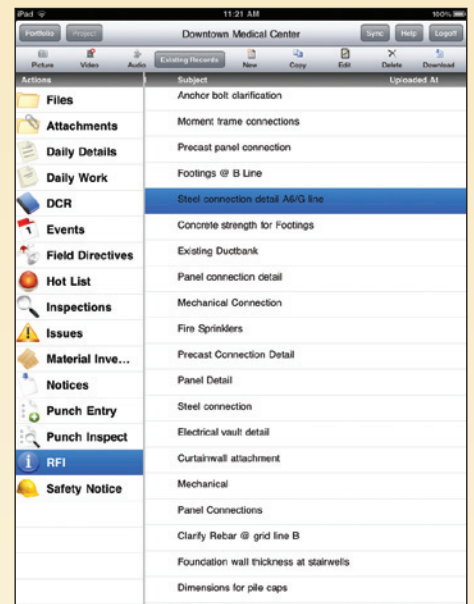 iPad 11:21 AM 100%
Portfolio Project Downtown Medical Center Sync Help Logoff
Picture Video Audio Existing Records New Copy Edit Delete Download
Actions Subject Uploaded At
Files
Attachments
Daily Details
Daily Work
DCR
Events
Field Directives
Hot List
Inspections
Issues
Material Inve...
Notices
Punch Entry
Punch Inspect
RFI
Safety Notice
Anchor bolt clarification
Moment frame connections
Precast panel connection
Footings @ B Line
Steel connection detail A6/G line
Concrete strength for Footings
Existing Ductbank
Panel connection detail
Mechanical Connection
Fire Sprinklers
Precast Connection Detail
Panel Detail
Steel connection
Electrical vault detail
Curtainwall attachment
Mechanical
Panel Connections
Clarify Rebar @ grid line B
Foundation wall thickness at stairwells
Dimensions for pile caps